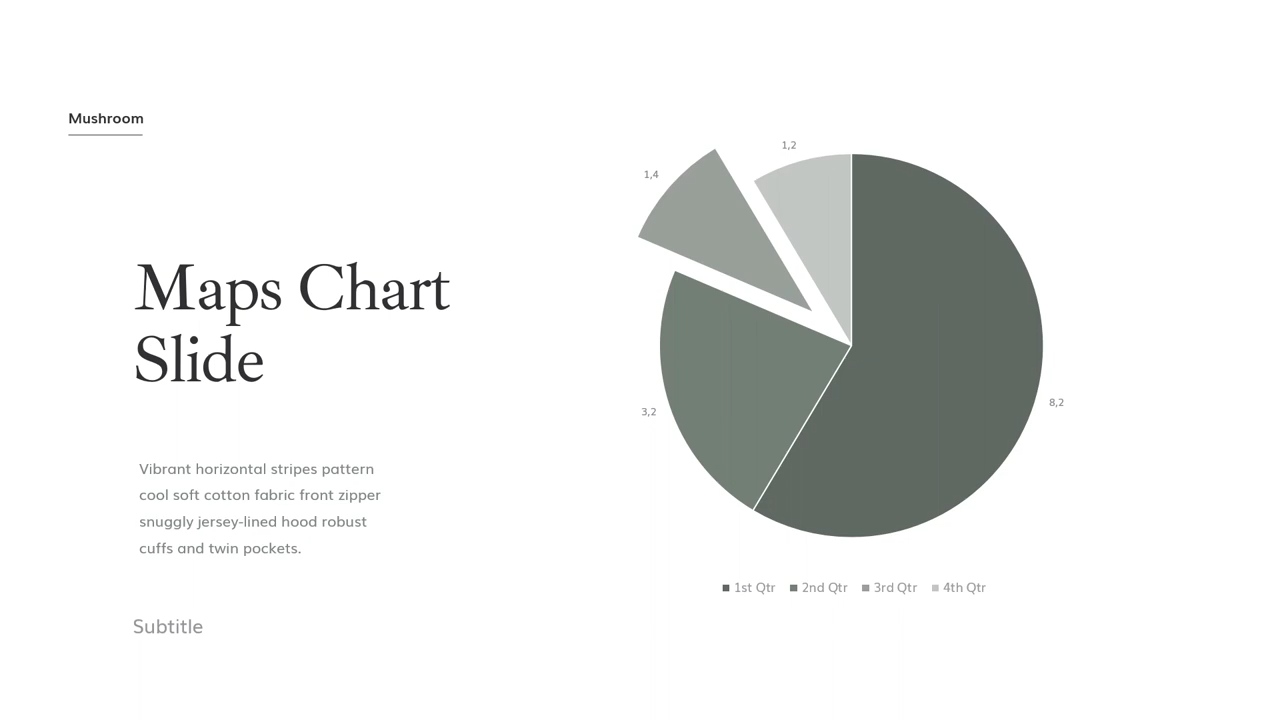 Mushroom
Maps Chart
Slide
Vibrant horizontal stripes pattern
cool soft cotton fabric front zipper
snuggly jersey-lined hood robust
cuffs and twin pockets.
Subtitle
1,2
1,4
3,2
8,2
1st Qtr 2nd Qtr 3rd Qtr 4th Qtr